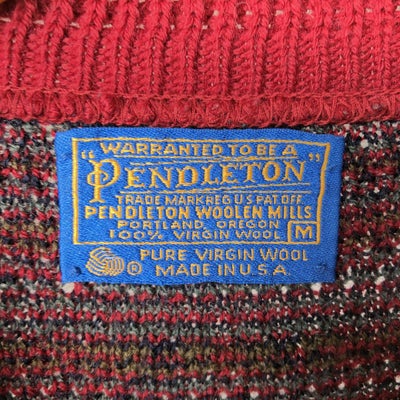 WARRANTED TO BE A
"PENDLETON"
TRADE MARK REG. U.S. PAT. OFF.
PENDLETON WOOLEN MILLS
PORTLAND, OREGON
100% VIRGIN WOOL M
® PURE VIRGIN WOOL
MADE IN U.S.A.